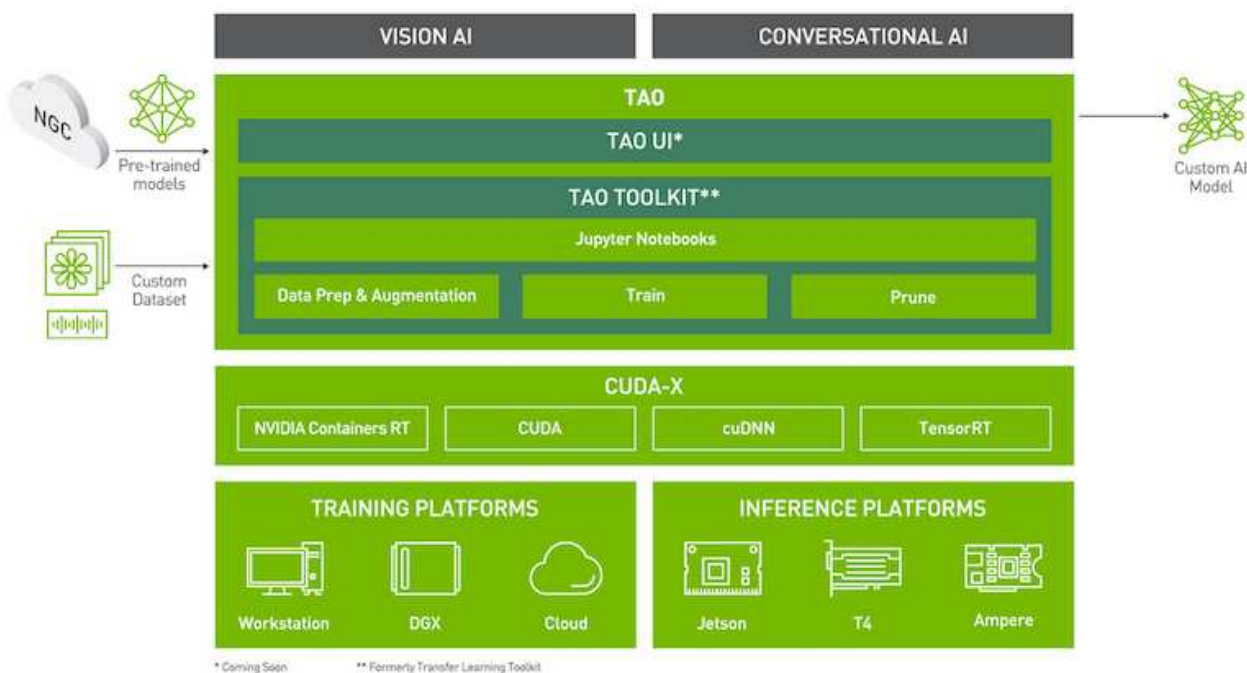 VISION AI
CONVERSATIONAL AI
NGC
Pre-trained
models
Custom
Dataset
TAO
TAO UI*
TAO TOOLKIT**
Jupyter Notebooks
Data Prep & Augmentation
Train
Prune
Custom AI
Model
CUDA-X
NVIDIA Containers RT
CUDA
cuDNN
TensorRT
TRAINING PLATFORMS
Workstation
DGX
Cloud
INFERENCE PLATFORMS
Jetson
T4
Ampere
* Coming Soon
** Formerly Transfer Learning Toolkit